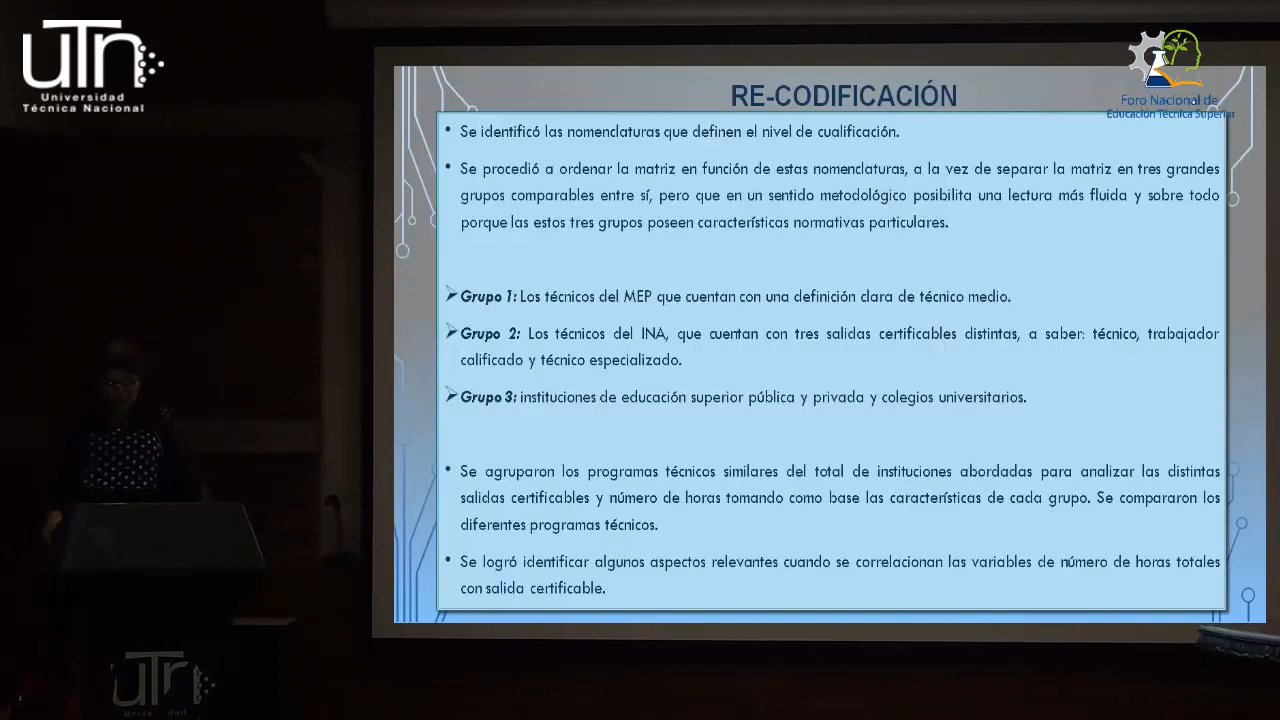 uTn
Universidad
Técnica Nacional
Foro Nacional de
Educación Técnica Superior
RE-CODIFICACIÓN
• Se identificó las nomenclaturas que definen el nivel de cualificación.
• Se procedió a ordenar la matriz en función de estas nomenclaturas, a la vez de separar la matriz en tres grandes
grupos comparables entre sí, pero que en un sentido metodológico posibilita una lectura más fluida y sobre todo
porque las estos tres grupos poseen características normativas particulares.
Grupo 1: Los técnicos del MEP que cuentan con una definición clara de técnico medio.
Grupo 2: Los técnicos del INA, que cuentan con tres salidas certificables distintas, a saber: técnico, trabajador
calificado y técnico especializado.
Grupo 3: instituciones de educación superior pública y privada y colegios universitarios.
• Se agruparon los programas técnicos similares del total de instituciones abordadas para analizar las distintas
salidas certificables y número de horas tomando como base las características de cada grupo. Se compararon los
diferentes programas técnicos.
• Se logró identificar algunos aspectos relevantes cuando se correlacionan las variables de número de horas totales
con salida certificable.
uTn